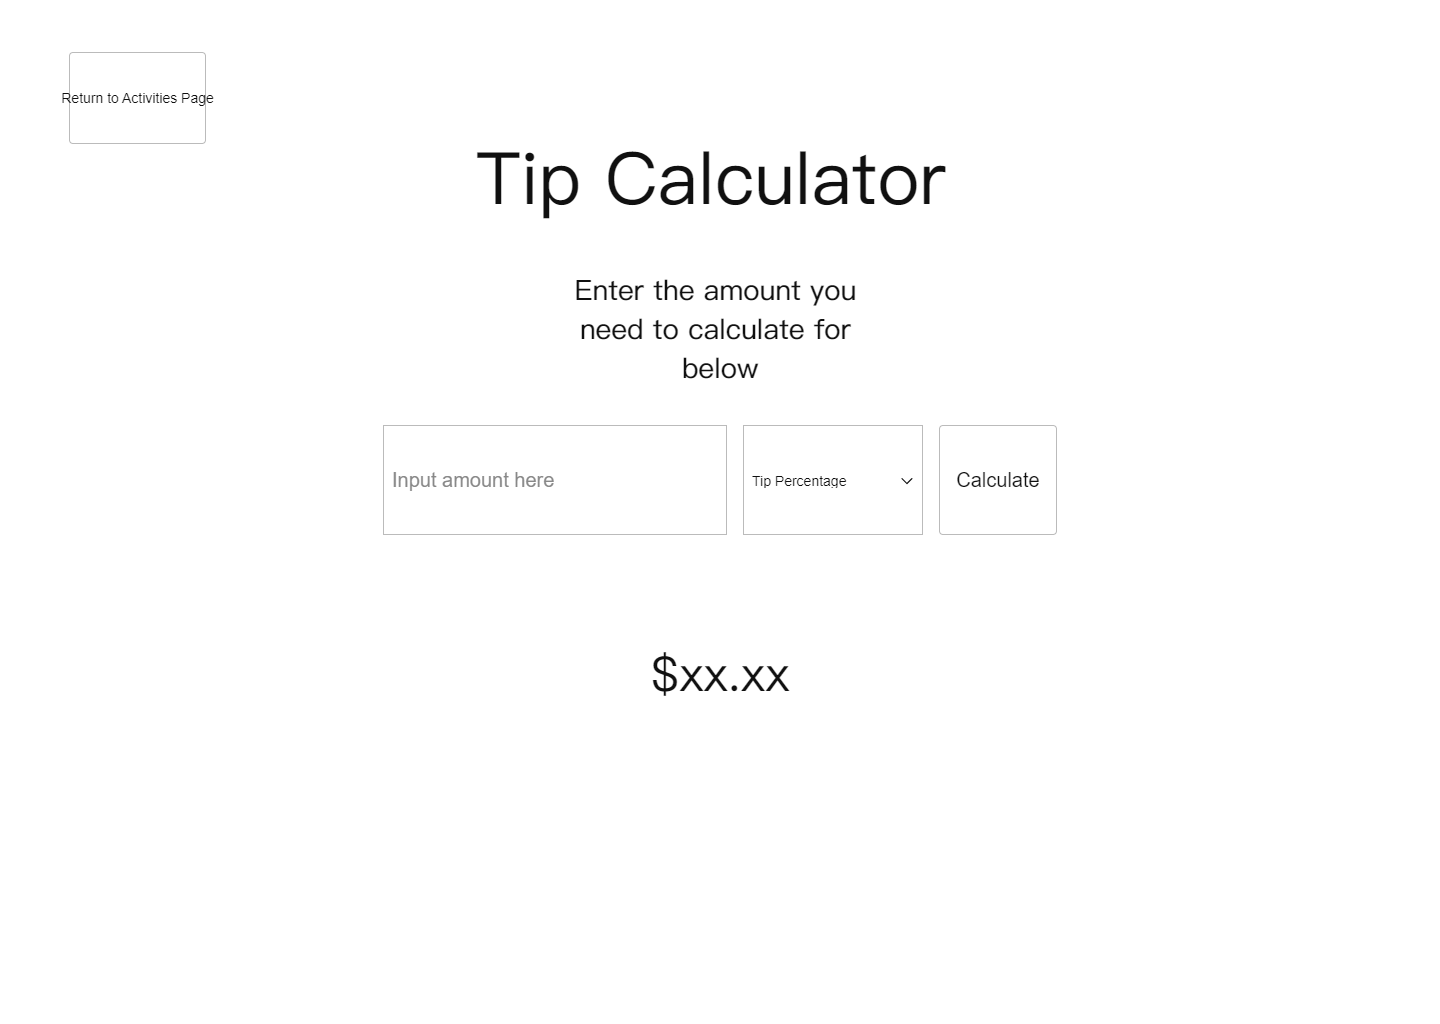 Return to Activities Page
Tip Calculator
Enter the amount you
need to calculate for
below
Input amount here
Tip Percentage
Calculate
$xx.xx